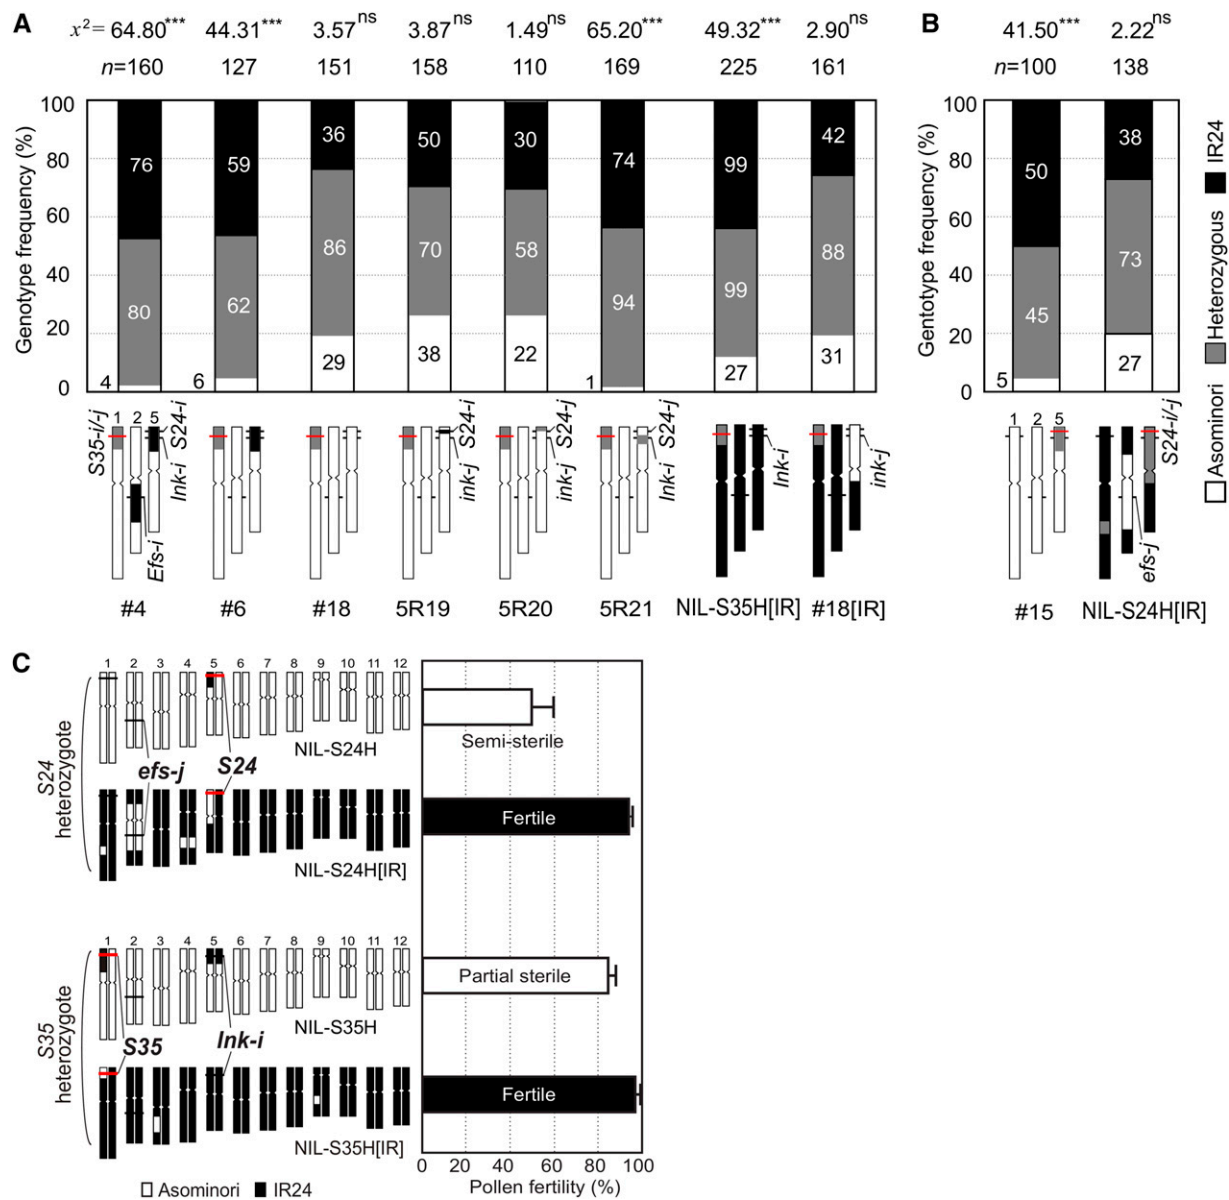 A
x²= 64.80*** 44.31*** 3.57ns 3.87ns 1.49ns 65.20*** 49.32*** 2.90ns
n=160 127 151 158 110 169 225 161
Genotype frequency (%)
100
80
60
40
20
0
76 59 36 50 30 74 99 42
80 62 86 70 58 94 99 88
4 6 29 38 22 1 27 31
S35-i/-j
1 2 5
S24-i
Ink-i
Efs-i
S24-i
ink-j
S24-j
ink-j
S24-j
Ink-i
Ink-i
ink-j
#4 #6 #18 5R19 5R20 5R21 NIL-S35H[IR] #18[IR]
B
41.50*** 2.22ns
n=100 138
Gentotype frequency (%)
100
80
60
40
20
0
50 38
45 73
5 27
1 2 5
S24-i/-j
efs-j
#15 NIL-S24H[IR]
Asominori
Heterozygous
IR24
C
S24
heterozygote
1 2 3 4 5 6 7 8 9 10 11 12
NIL-S24H
Semi-sterile
efs-j
S24
Fertile
NIL-S24H[IR]
S35
heterozygote
1 2 3 4 5 6 7 8 9 10 11 12
Partial sterile
NIL-S35H
S35
Ink-i
Fertile
NIL-S35H[IR]
0 20 40 60 80 100
Pollen fertility (%)
Asominori IR24